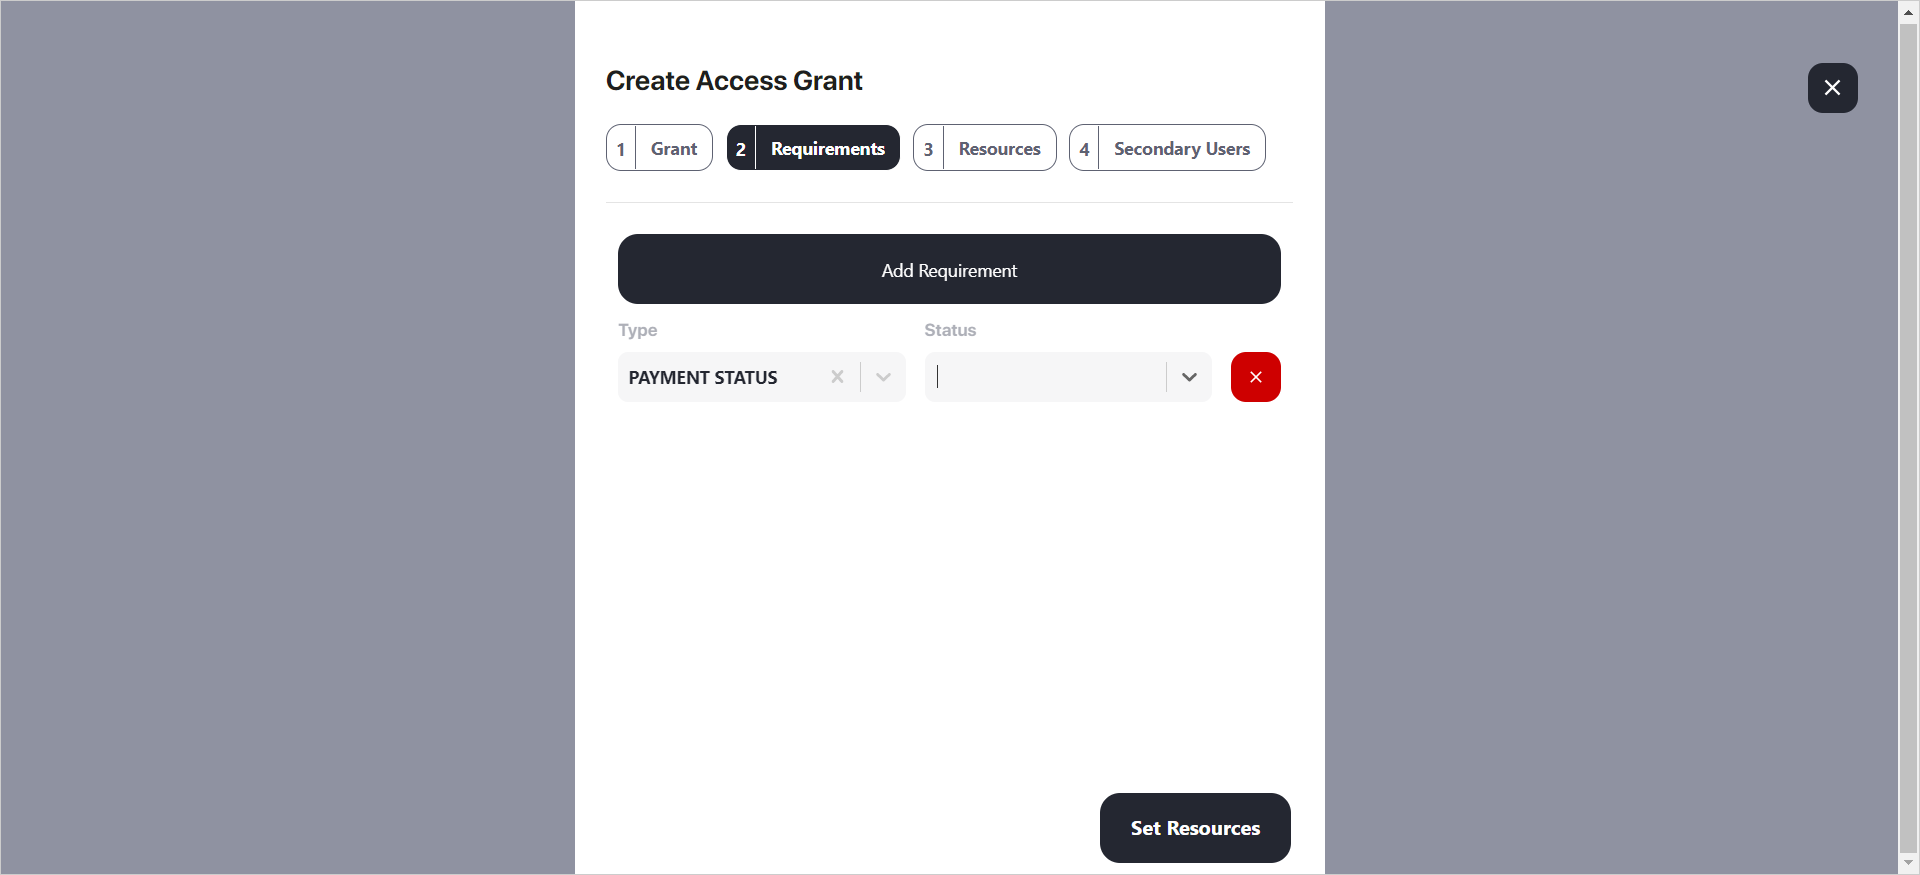 Create Access Grant
1 Grant 2 Requirements 3 Resources 4 Secondary Users
Add Requirement
Type Status
PAYMENT STATUS
Set Resources